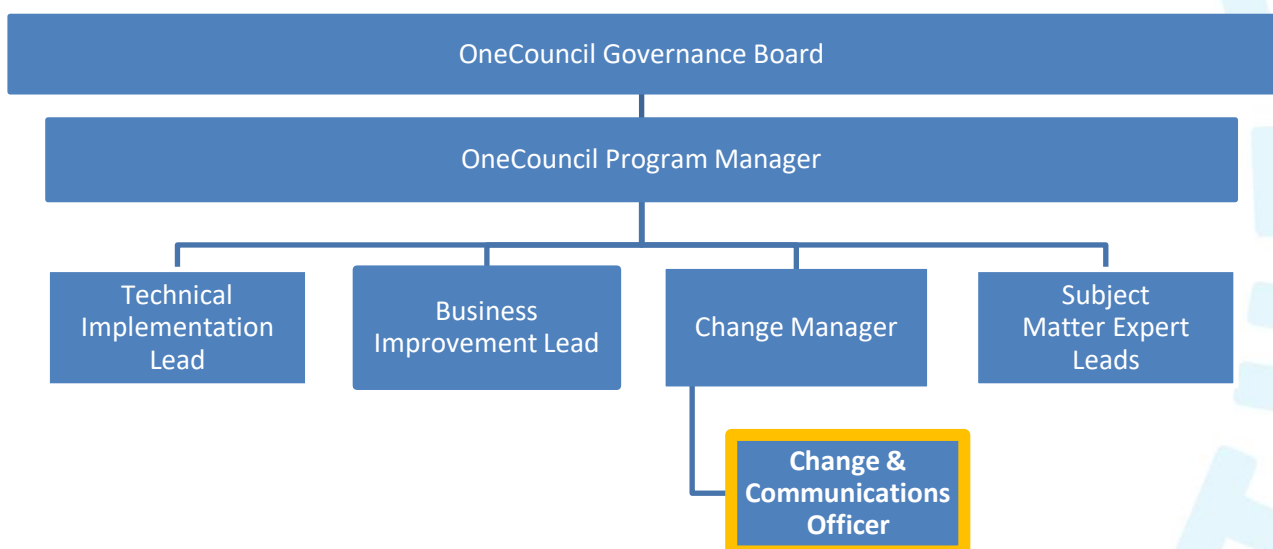 OneCouncil Governance Board
OneCouncil Program Manager
Technical
Implementation
Lead
Business
Improvement Lead
Change Manager
Subject
Matter Expert
Leads
Change &
Communications
Officer